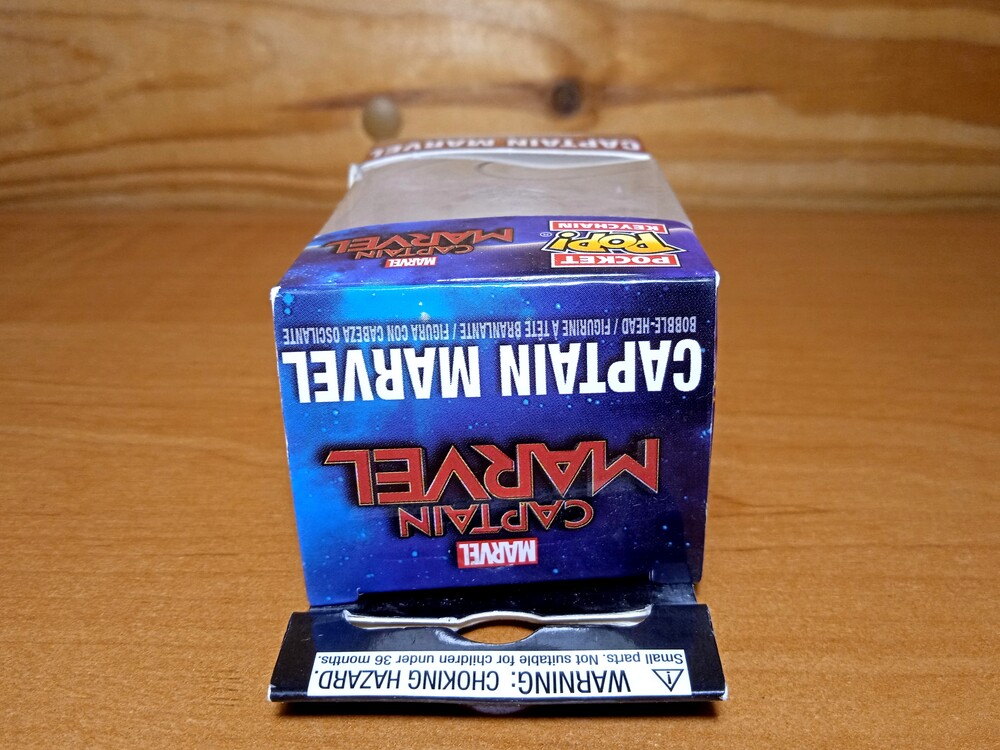 ⚠ WARNING: CHOKING HAZARD.
Small parts. Not suitable for children under 36 months.
MARVEL
CAPTAIN
MARVEL
CAPTAIN MARVEL
BOBBLE-HEAD / FIGURINE À TÊTE BRANLANTE / FIGURA CON CABEZA OSCILANTE
POCKET
POP!
KEYCHAIN
MARVEL
CAPTAIN
MARVEL
CAPTAIN MARVEL